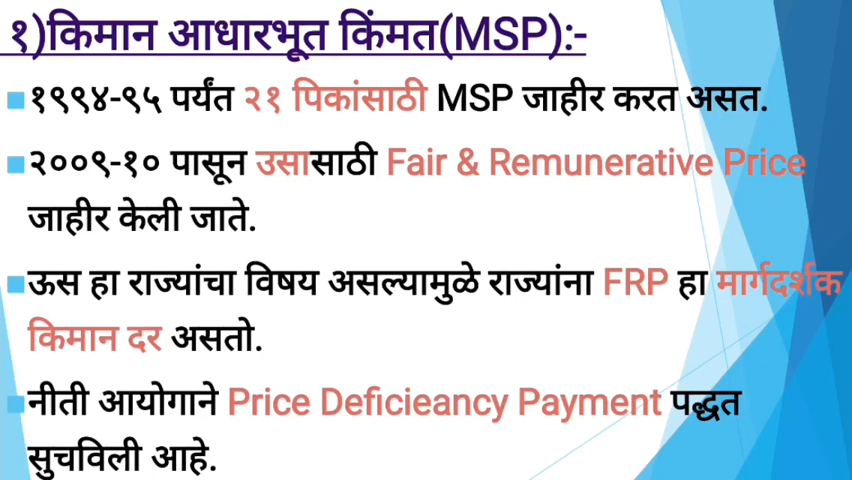 १)किमान आधारभूत किंमत(MSP):-
१९९४-९५ पर्यंत २१ पिकांसाठी MSP जाहीर करत असत.
२००९-१० पासून उसासाठी Fair & Remunerative Price
जाहीर केली जाते.
ऊस हा राज्यांचा विषय असल्यामुळे राज्यांना FRP हा मार्गदर्शक
किमान दर असतो.
नीती आयोगाने Price Deficieancy Payment पद्धत
सुचविली आहे.